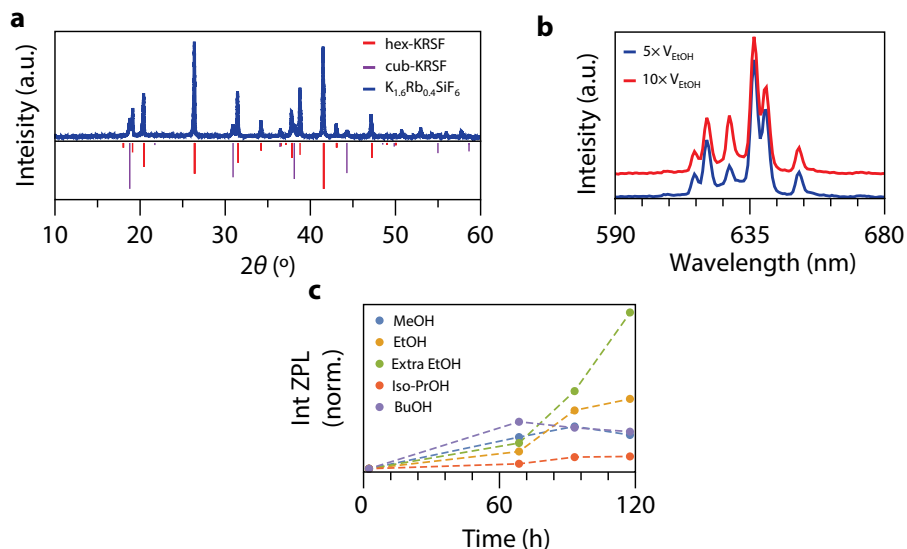 a
Inteisity (a.u.)
hex-KRSF
cub-KRSF
K1.6Rb0.4SiF6
10 20 30 40 50 60
2θ (º)
b
Inteisity (a.u.)
5× VEtOH
10× VEtOH
590 635 680
Wavelength (nm)
c
Int ZPL
(norm.)
MeOH
EtOH
Extra EtOH
Iso-PrOH
BuOH
0 60 120
Time (h)